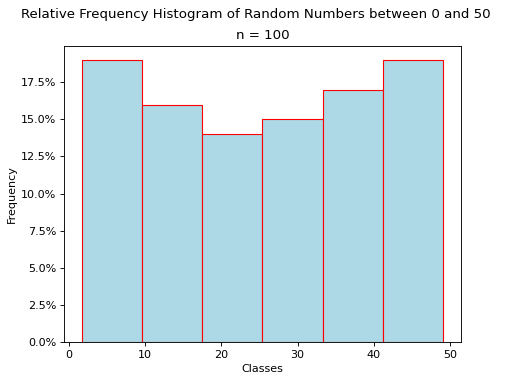 Relative Frequency Histogram of Random Numbers between 0 and 50
n = 100
17.5%
15.0%
12.5%
10.0%
7.5%
5.0%
2.5%
0.0%
Frequency
0 10 20 30 40 50
Classes